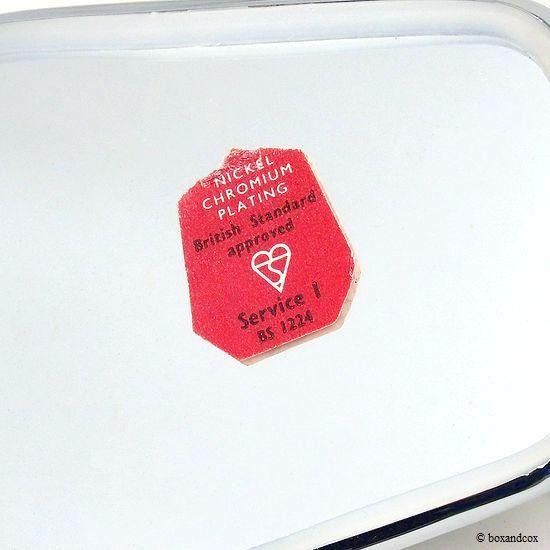 NICKEL
CHROMIUM
PLATING
British Standard
approved
Service 1
BS 1224
© boxandcox